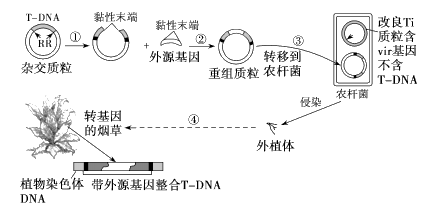 T-DNA
RR
杂交质粒
①
黏性末端
+
黏性末端
外源基因
②
重组质粒
③
转移到
农杆菌
改良Ti
质粒含
vir基因
不含
T-DNA
农杆菌
侵染
外植体
④
转基因
的烟草
植物染色体
DNA
带外源基因整合T-DNA